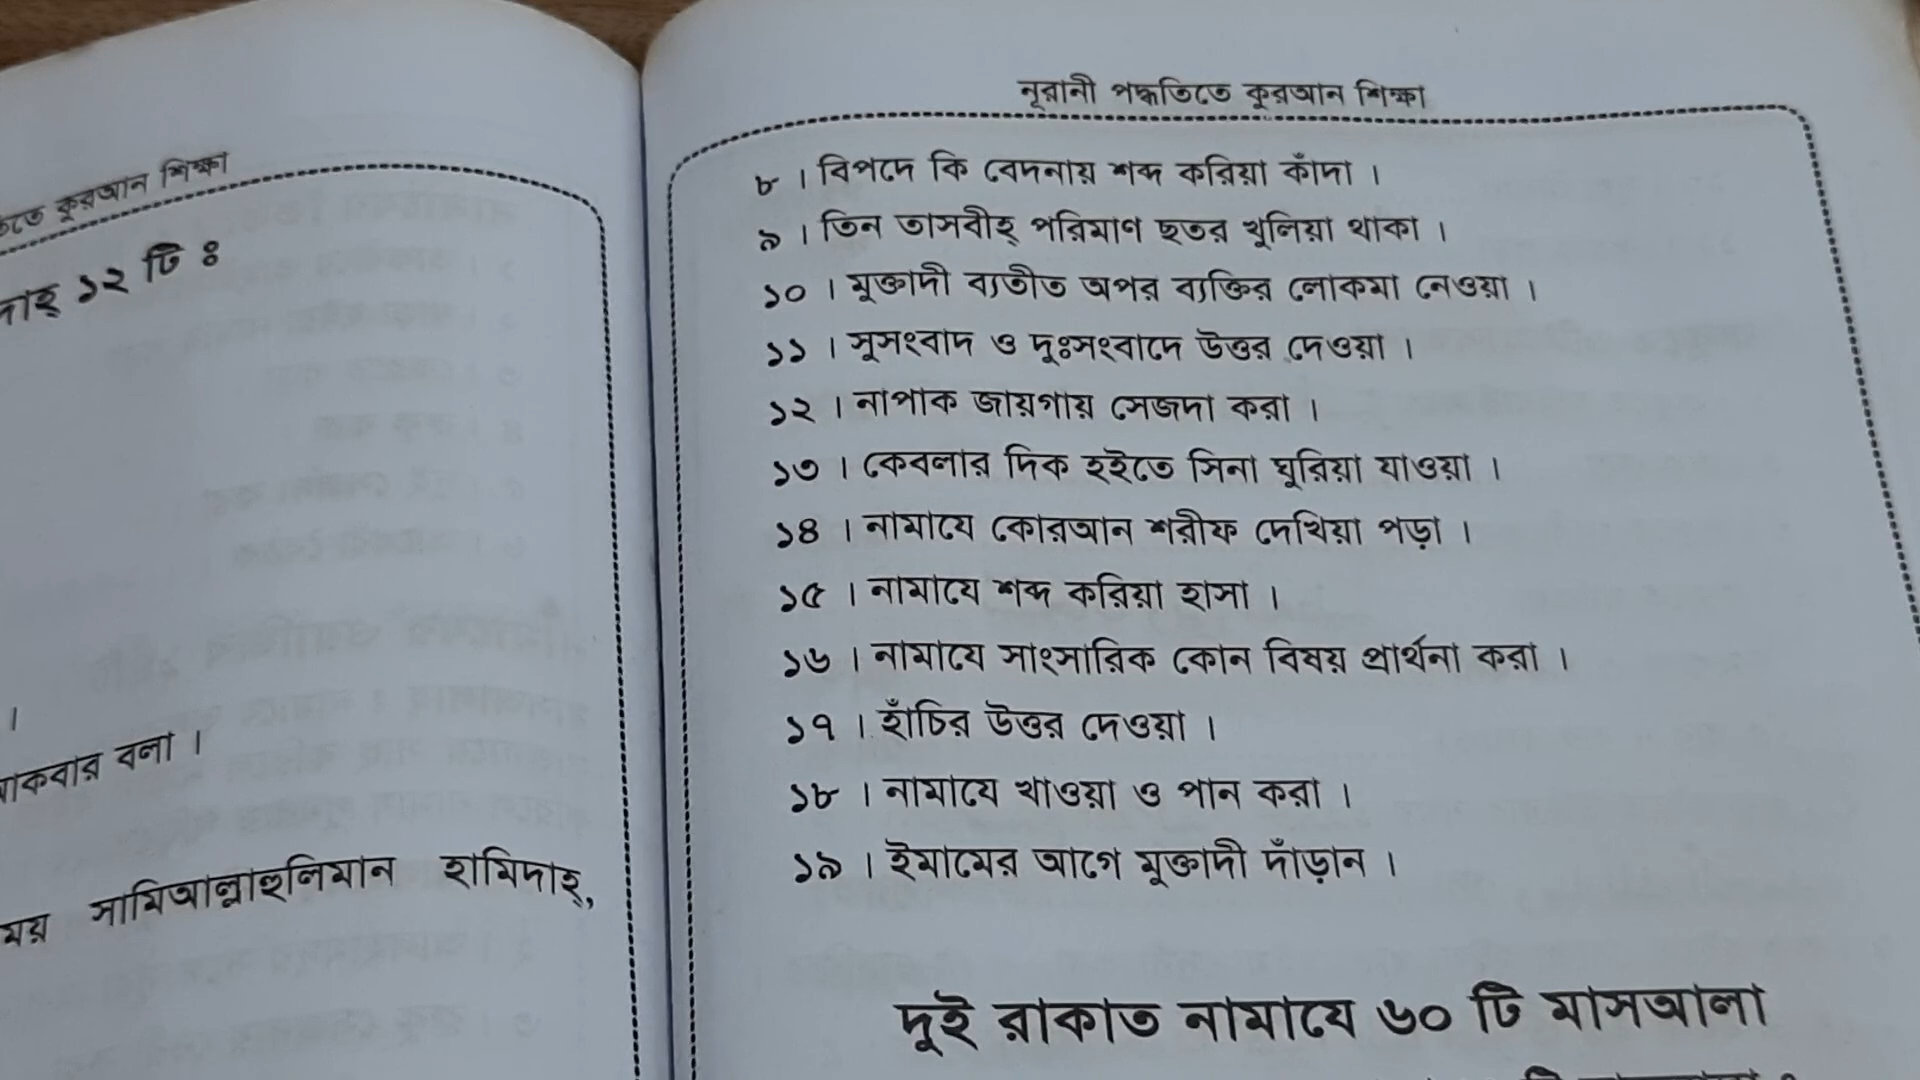 কুরআন শিক্ষা
১২ টি ঃ
।
বলা ।
সামিআল্লাহুলিমান হামিদাহ্,
নূরানী পদ্ধতিতে কুরআন শিক্ষা
৮ । বিপদে কি বেদনায় শব্দ করিয়া কাঁদা ।
৯ । তিন তাসবীহ্ পরিমাণ ছতর খুলিয়া থাকা ।
১০ । মুক্তাদী ব্যতীত অপর ব্যক্তির লোকমা নেওয়া ।
১১ । সুসংবাদ ও দুঃসংবাদে উত্তর দেওয়া ।
১২ । নাপাক জায়গায় সেজদা করা ।
১৩ । কেবলার দিক হইতে সিনা ঘুরিয়া যাওয়া ।
১৪ । নামাযে কোরআন শরীফ দেখিয়া পড়া ।
১৫ । নামাযে শব্দ করিয়া হাসা ।
১৬ । নামাযে সাংসারিক কোন বিষয় প্রার্থনা করা ।
১৭ । হাঁচির উত্তর দেওয়া ।
১৮ । নামাযে খাওয়া ও পান করা ।
১৯ । ইমামের আগে মুক্তাদী দাঁড়ান ।
দুই রাকাত নামাযে ৬০ টি মাসআলা